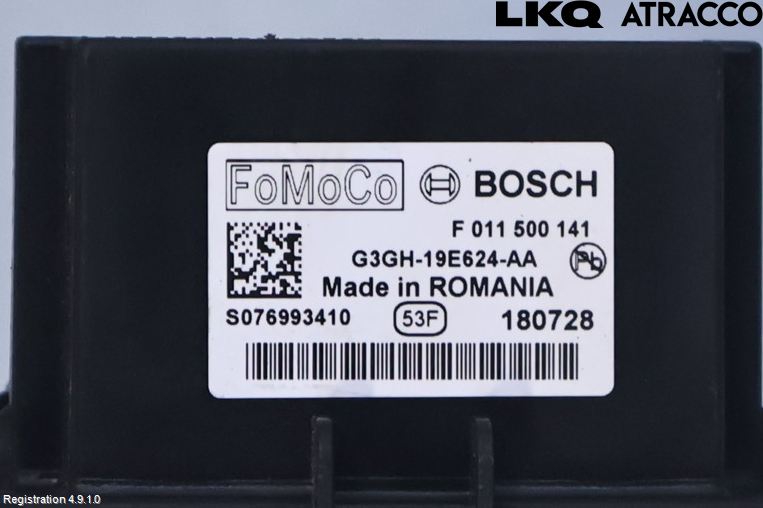 LKQ ATRACCO
FoMoCo BOSCH
F 011 500 141
G3GH-19E624-AA Pb
Made in ROMANIA
S076993410 53F 180728
Registration 4.9.1.0